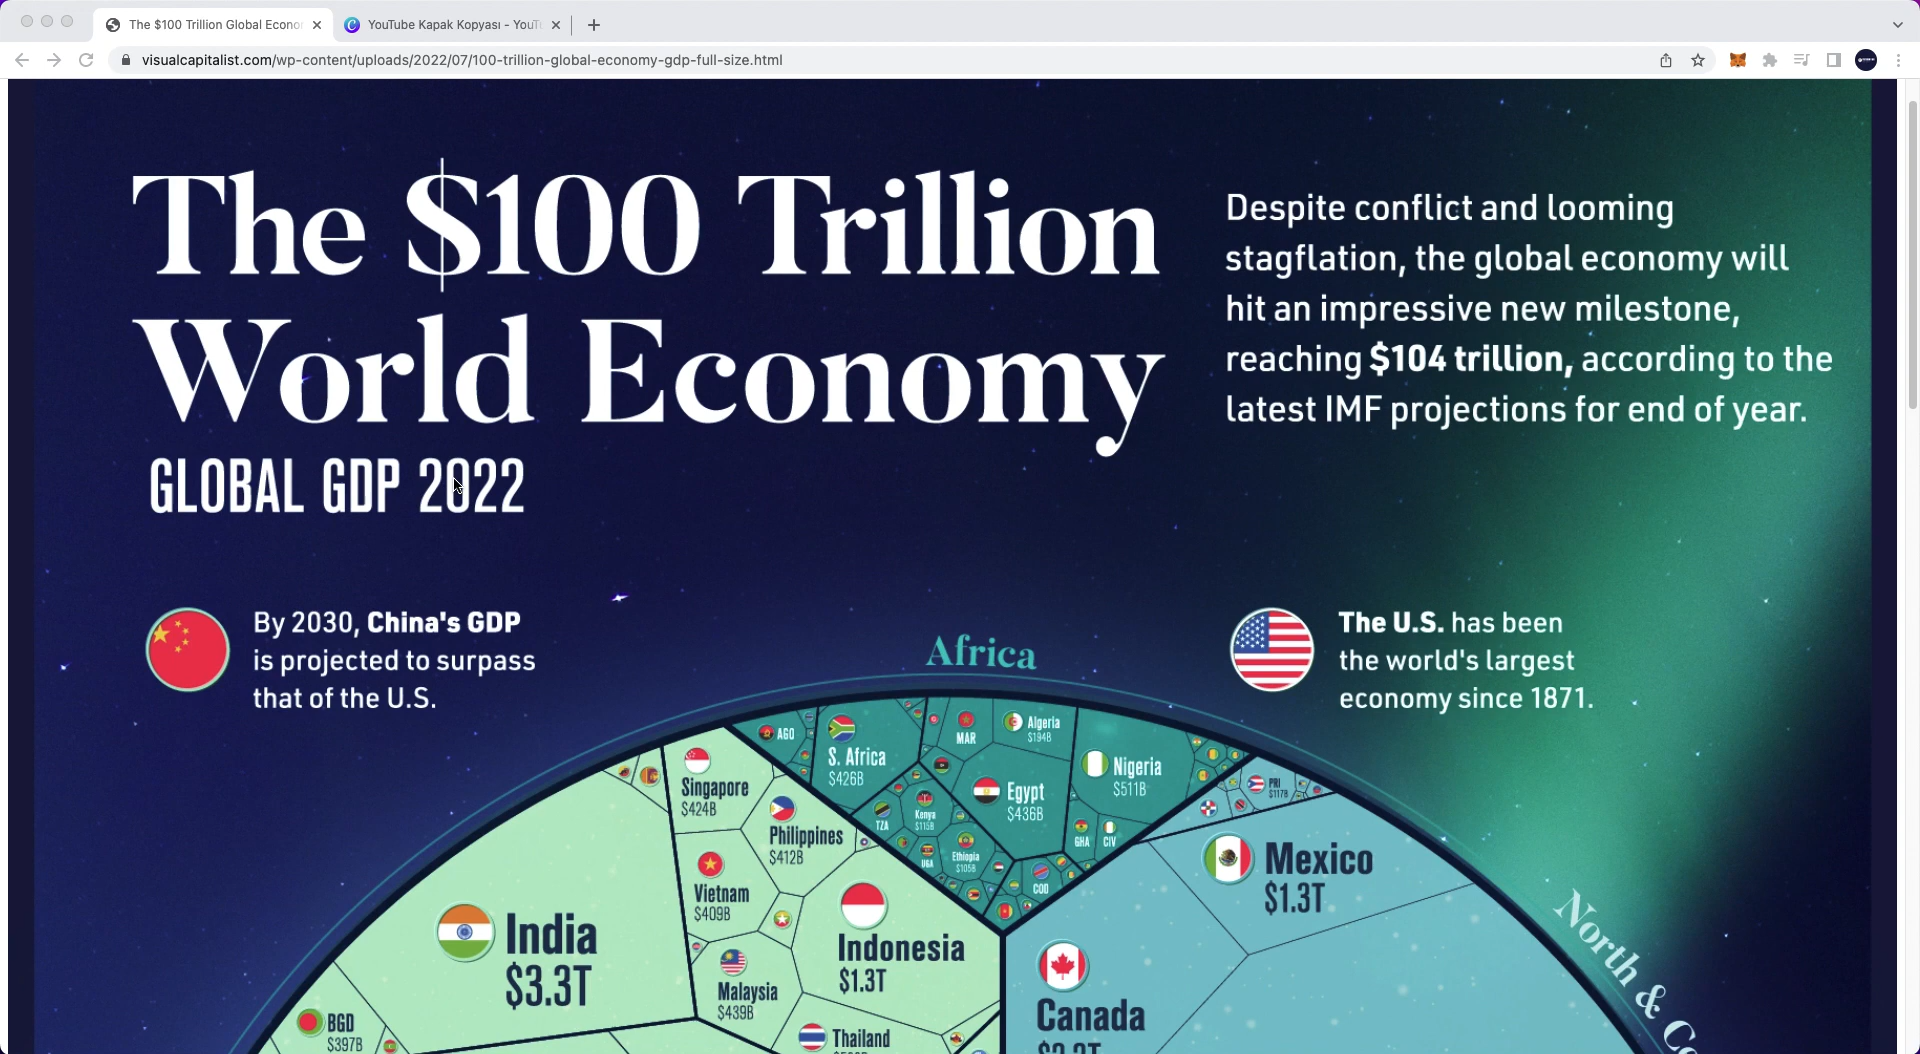 The $100 Trillion Global Econo
YouTube Kapak Kopyası - YouT
visualcapitalist.com/wp-content/uploads/2022/07/100-trillion-global-economy-gdp-full-size.html
The $100 Trillion
World Economy
GLOBAL GDP 2022
Despite conflict and looming
stagflation, the global economy will
hit an impressive new milestone,
reaching $104 trillion, according to the
latest IMF projections for end of year.
By 2030, China's GDP
is projected to surpass
that of the U.S.
The U.S. has been
the world's largest
economy since 1871.
Africa
AGO
S. Africa
$426B
MAR
Algeria
$194B
Nigeria
$511B
Egypt
$436B
TZA
Kenya
$115B
UGA
Ethiopia
$105B
GHA
CIV
COD
PRI
$117B
Singapore
$424B
Philippines
$412B
Vietnam
$409B
India
$3.3T
Indonesia
$1.3T
Malaysia
$439B
Thailand
BGD
$397B
Mexico
$1.3T
Canada
North & Ce